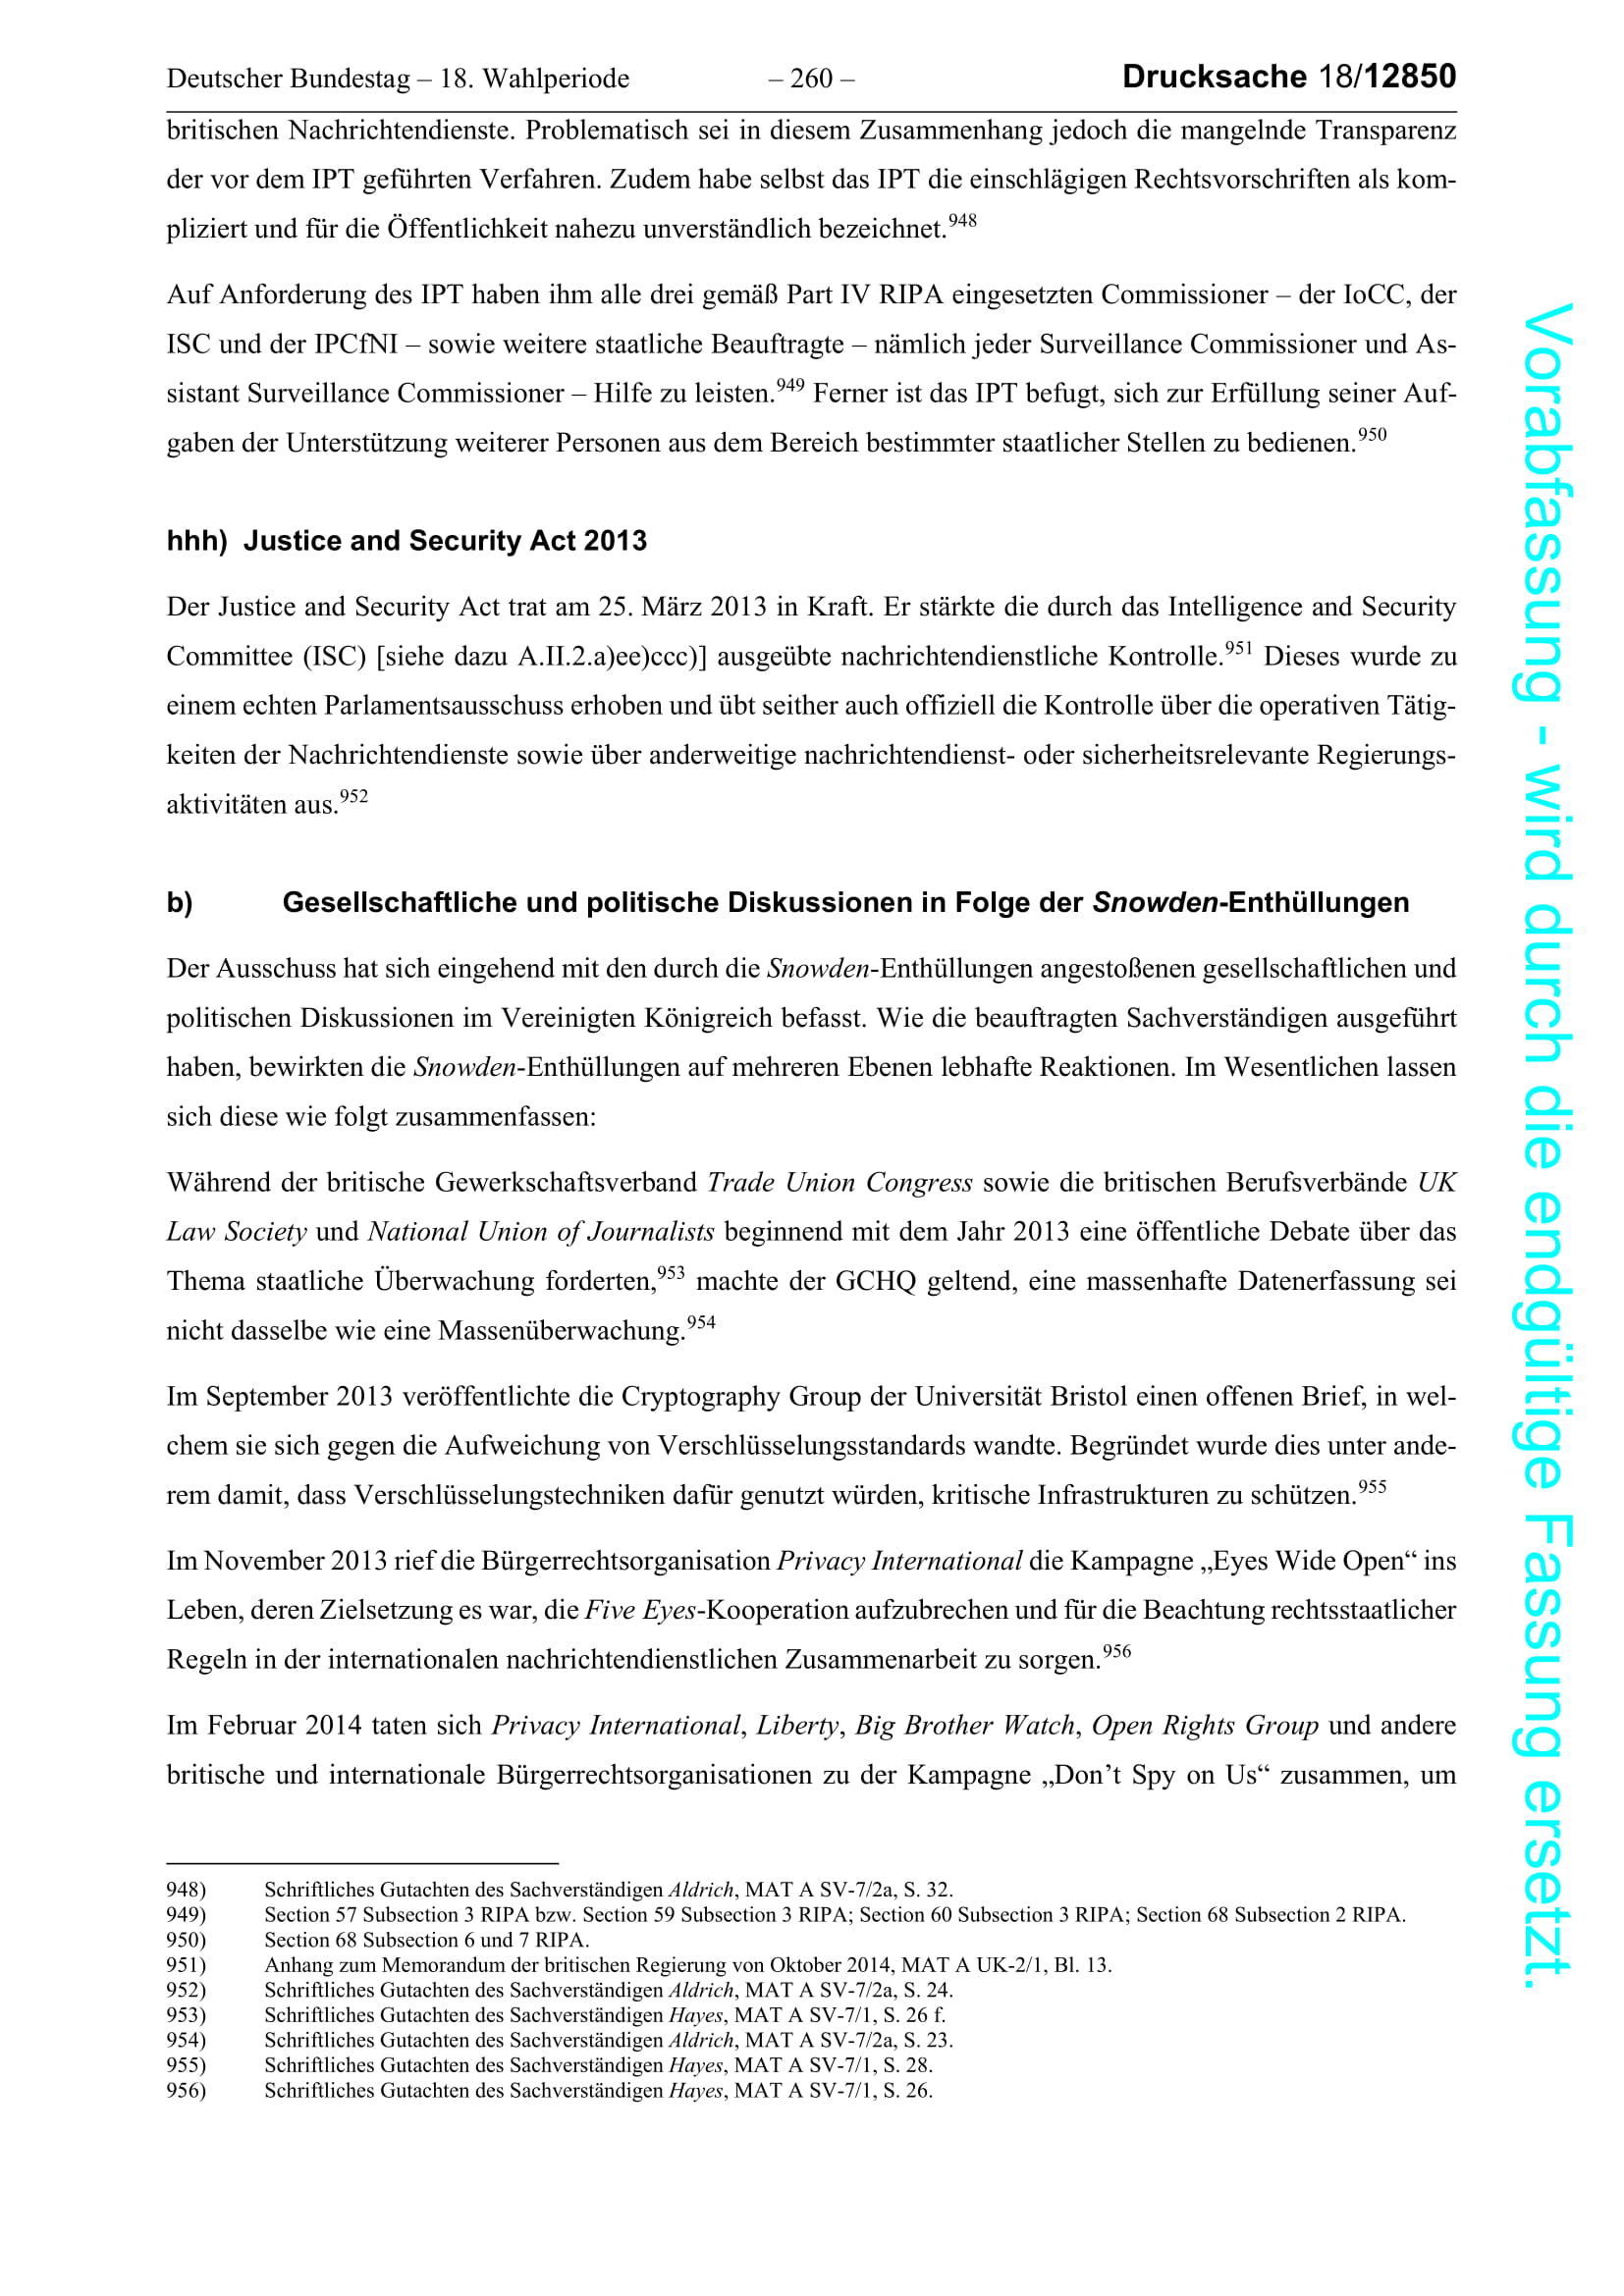 Deutscher Bundestag – 18. Wahlperiode – 260 – Drucksache 18/12850
britischen Nachrichtendienste. Problematisch sei in diesem Zusammenhang jedoch die mangelnde Transparenz
der vor dem IPT geführten Verfahren. Zudem habe selbst das IPT die einschlägigen Rechtsvorschriften als kom-
pliziert und für die Öffentlichkeit nahezu unverständlich bezeichnet.948
Auf Anforderung des IPT haben ihm alle drei gemäß Part IV RIPA eingesetzten Commissioner – der IoCC, der
ISC und der IPCfNI – sowie weitere staatliche Beauftragte – nämlich jeder Surveillance Commissioner und As-
sistant Surveillance Commissioner – Hilfe zu leisten.949 Ferner ist das IPT befugt, sich zur Erfüllung seiner Auf-
gaben der Unterstützung weiterer Personen aus dem Bereich bestimmter staatlicher Stellen zu bedienen.950
hhh) Justice and Security Act 2013
Der Justice and Security Act trat am 25. März 2013 in Kraft. Er stärkte die durch das Intelligence and Security
Committee (ISC) [siehe dazu A.II.2.a)ee)ccc)] ausgeübte nachrichtendienstliche Kontrolle.951 Dieses wurde zu
einem echten Parlamentsausschuss erhoben und übt seither auch offiziell die Kontrolle über die operativen Tätig-
keiten der Nachrichtendienste sowie über anderweitige nachrichtendienst- oder sicherheitsrelevante Regierungs-
aktivitäten aus.952
b) Gesellschaftliche und politische Diskussionen in Folge der Snowden-Enthüllungen
Der Ausschuss hat sich eingehend mit den durch die Snowden-Enthüllungen angestoßenen gesellschaftlichen und
politischen Diskussionen im Vereinigten Königreich befasst. Wie die beauftragten Sachverständigen ausgeführt
haben, bewirkten die Snowden-Enthüllungen auf mehreren Ebenen lebhafte Reaktionen. Im Wesentlichen lassen
sich diese wie folgt zusammenfassen:
Während der britische Gewerkschaftsverband Trade Union Congress sowie die britischen Berufsverbände UK
Law Society und National Union of Journalists beginnend mit dem Jahr 2013 eine öffentliche Debatte über das
Thema staatliche Überwachung forderten,953 machte der GCHQ geltend, eine massenhafte Datenerfassung sei
nicht dasselbe wie eine Massenüberwachung.954
Im September 2013 veröffentlichte die Cryptography Group der Universität Bristol einen offenen Brief, in wel-
chem sie sich gegen die Aufweichung von Verschlüsselungsstandards wandte. Begründet wurde dies unter ande-
rem damit, dass Verschlüsselungstechniken dafür genutzt würden, kritische Infrastrukturen zu schützen.955
Im November 2013 rief die Bürgerrechtsorganisation Privacy International die Kampagne „Eyes Wide Open“ ins
Leben, deren Zielsetzung es war, die Five Eyes-Kooperation aufzubrechen und für die Beachtung rechtsstaatlicher
Regeln in der internationalen nachrichtendienstlichen Zusammenarbeit zu sorgen.956
Im Februar 2014 taten sich Privacy International, Liberty, Big Brother Watch, Open Rights Group und andere
britische und internationale Bürgerrechtsorganisationen zu der Kampagne „Don’t Spy on Us“ zusammen, um
948) Schriftliches Gutachten des Sachverständigen Aldrich, MAT A SV-7/2a, S. 32.
949) Section 57 Subsection 3 RIPA bzw. Section 59 Subsection 3 RIPA; Section 60 Subsection 3 RIPA; Section 68 Subsection 2 RIPA.
950) Section 68 Subsection 6 und 7 RIPA.
951) Anhang zum Memorandum der britischen Regierung von Oktober 2014, MAT A UK-2/1, Bl. 13.
952) Schriftliches Gutachten des Sachverständigen Aldrich, MAT A SV-7/2a, S. 24.
953) Schriftliches Gutachten des Sachverständigen Hayes, MAT A SV-7/1, S. 26 f.
954) Schriftliches Gutachten des Sachverständigen Aldrich, MAT A SV-7/2a, S. 23.
955) Schriftliches Gutachten des Sachverständigen Hayes, MAT A SV-7/1, S. 28.
956) Schriftliches Gutachten des Sachverständigen Hayes, MAT A SV-7/1, S. 26.
Vorabfassung - wird durch die endgültige Fassung ersetzt.